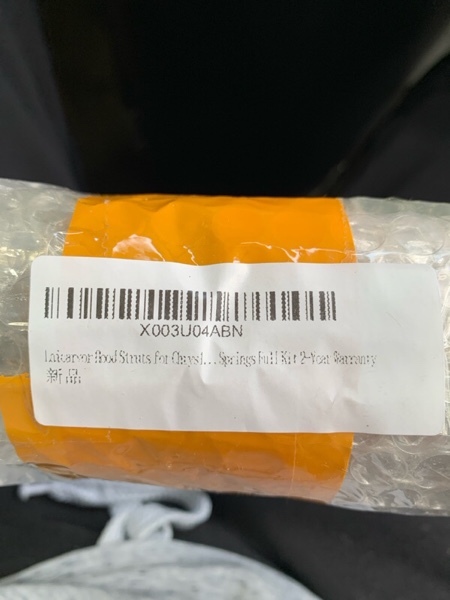 X003U04ABN
Hood Struts for Chrysl... Springs Full Kit 2-Year Warranty
新品